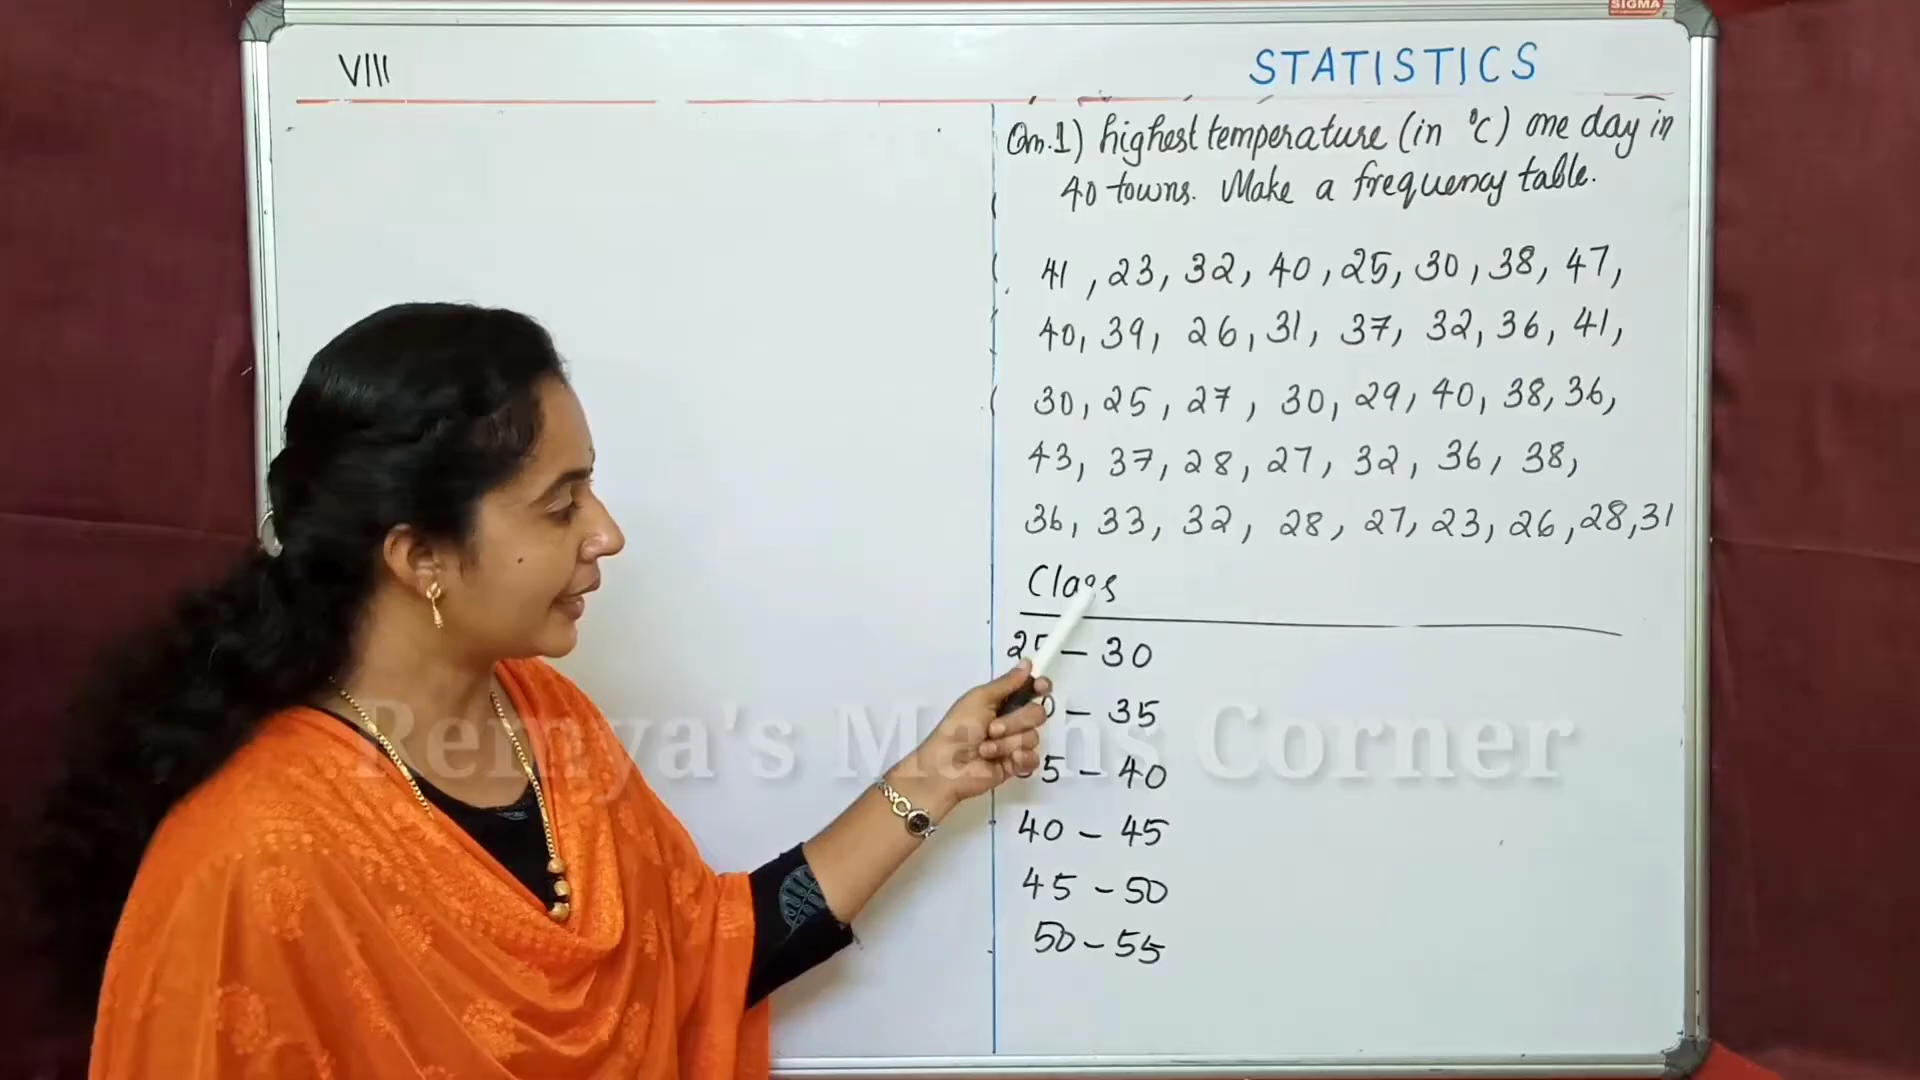 SIGMA
VIII
STATISTICS
Qn.1) highest temperature (in °C) one day in
40 towns. Make a frequency table.
41, 23, 32, 40, 25, 30, 38, 47,
40, 39, 26, 31, 37, 32, 36, 41,
30, 25, 27, 30, 29, 40, 38, 36,
43, 37, 28, 27, 32, 36, 38,
36, 33, 32, 28, 27, 23, 26, 28, 31
Class
25 – 30
0 – 35
5 – 40
40 – 45
45 – 50
50 – 55
Remya's Maths Corner